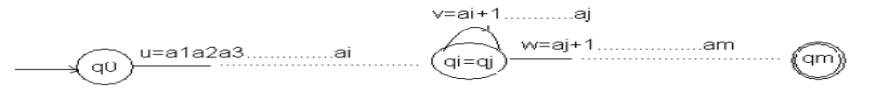 v=ai+1............aj
u=a1a2a3...............ai
w=aj+1..................am
q0
qi=qj
qm